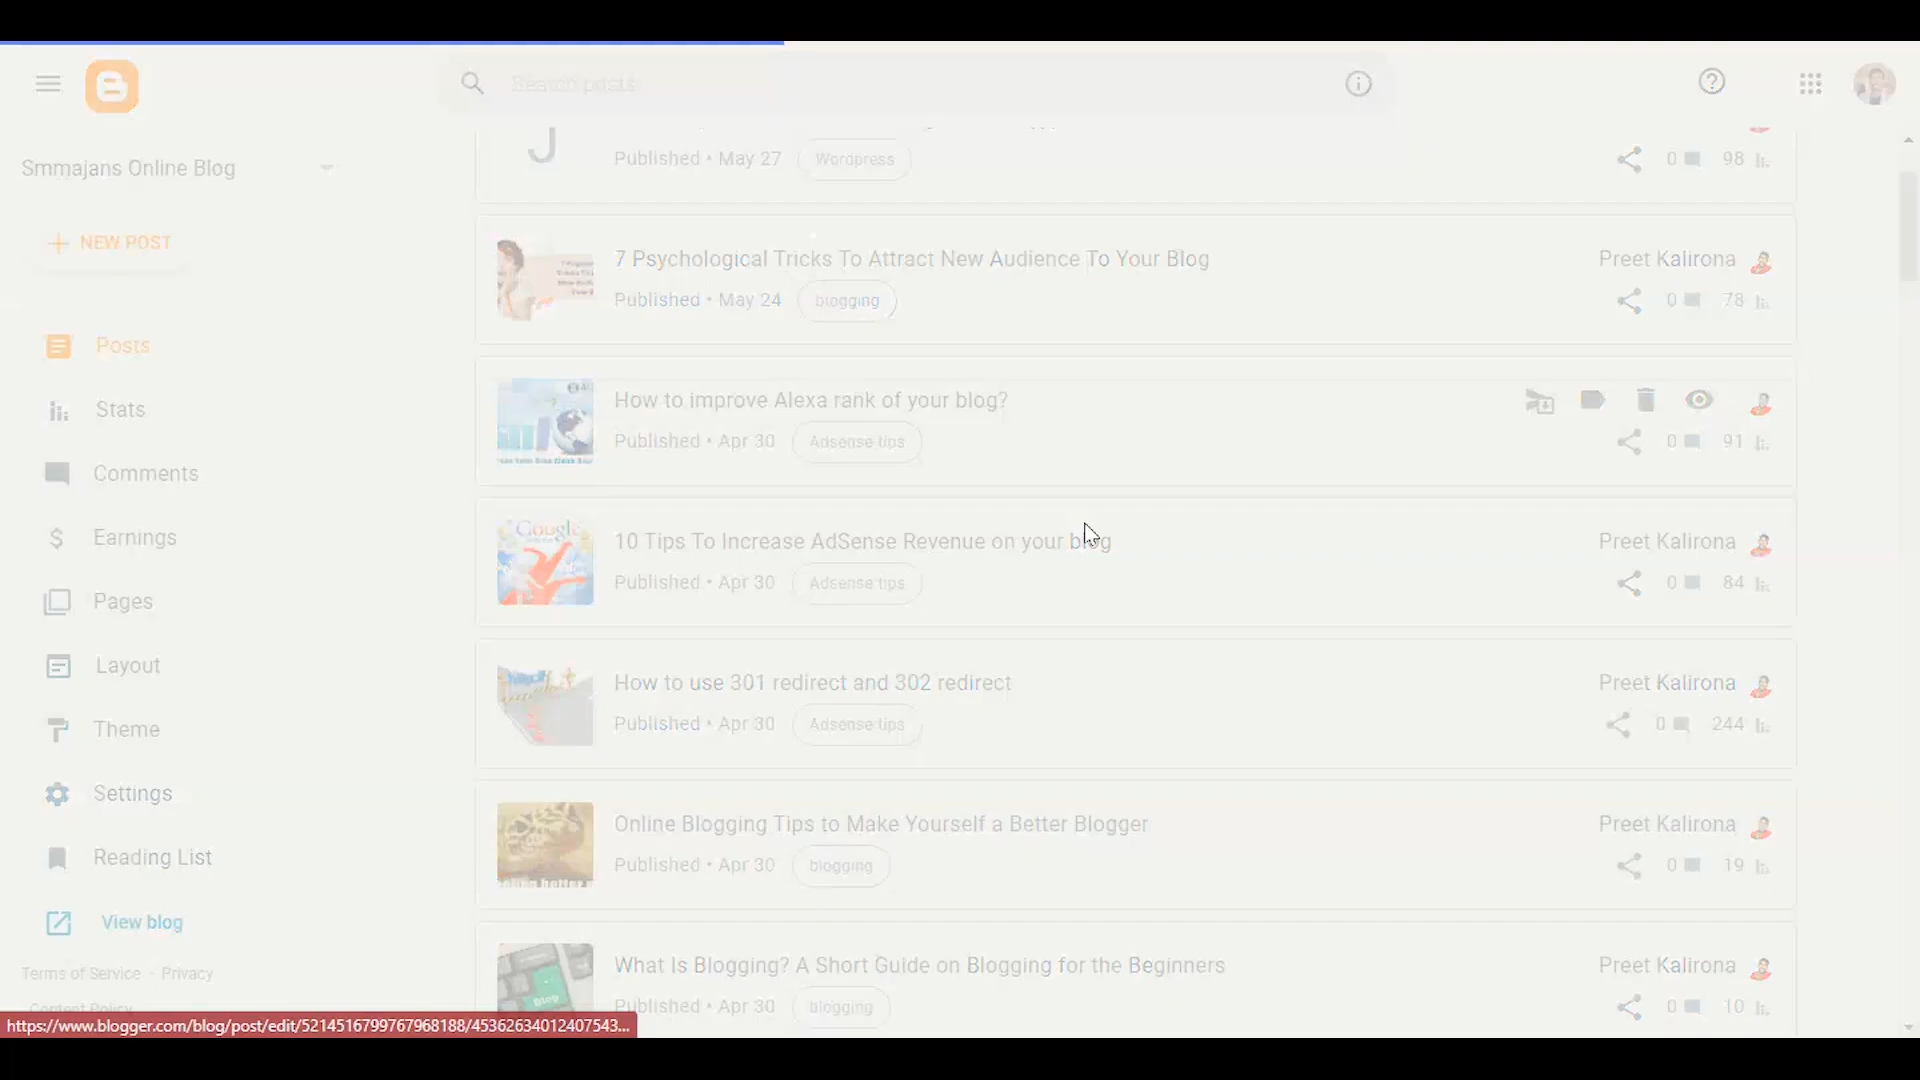 Search posts
Smmajans Online Blog
NEW POST
Posts
Stats
Comments
Earnings
Pages
Layout
Theme
Settings
Reading List
View blog
Terms of Service · Privacy
Content Policy
J
Published • May 27 Wordpress
0 98
7 Psychological Tricks To Attract New Audience To Your Blog
Preet Kalirona
Published • May 24 blogging
0 78
How to improve Alexa rank of your blog?
Published • Apr 30 Adsense tips
0 91
Google
10 Tips To Increase AdSense Revenue on your blog
Preet Kalirona
Published • Apr 30 Adsense tips
0 84
How to use 301 redirect and 302 redirect
Preet Kalirona
Published • Apr 30 Adsense tips
0 244
Online Blogging Tips to Make Yourself a Better Blogger
Preet Kalirona
Published • Apr 30 blogging
0 19
Blog
What Is Blogging? A Short Guide on Blogging for the Beginners
Preet Kalirona
Published • Apr 30 blogging
0 10
https://www.blogger.com/blog/post/edit/5214516799767968188/45362634012407543...